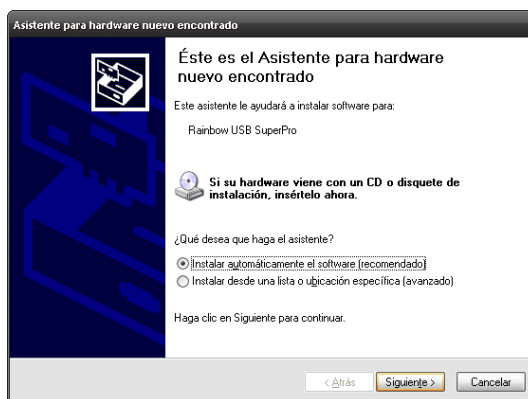 Asistente para hardware nuevo encontrado
Éste es el Asistente para hardware
nuevo encontrado
Este asistente le ayudará a instalar software para:
Rainbow USB SuperPro
Si su hardware viene con un CD o disquete de
instalación, insértelo ahora.
¿Qué desea que haga el asistente?
Instalar automáticamente el software (recomendado)
Instalar desde una lista o ubicación específica (avanzado)
Haga clic en Siguiente para continuar.
< Atrás Siguiente > Cancelar